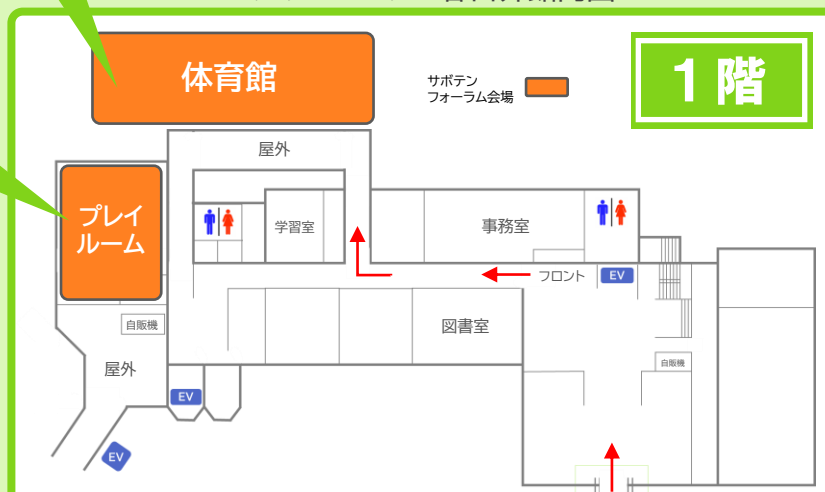 体育館
サボテン
フォーラム会場
1階
屋外
プレイ
ルーム
学習室
事務室
フロント
EV
自販機
図書室
屋外
自販機
EV
EV